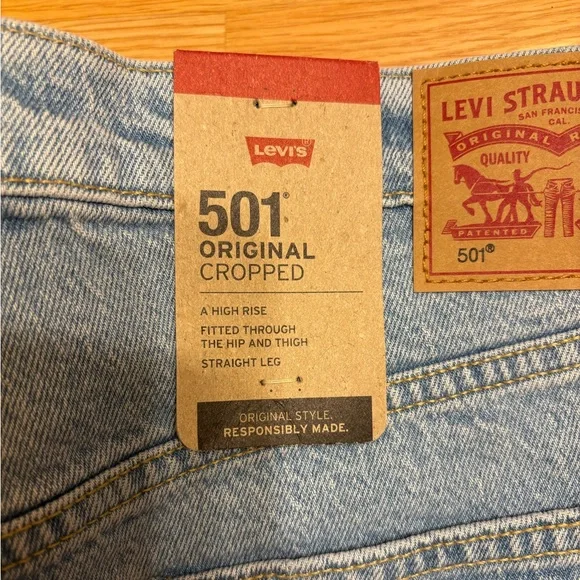 Levi's
501®
ORIGINAL
CROPPED
A HIGH RISE
FITTED THROUGH
THE HIP AND THIGH
STRAIGHT LEG
ORIGINAL STYLE.
RESPONSIBLY MADE.
LEVI STRAU
SAN FRANCIS
CAL.
ORIGINAL R
QUALITY
PATENTED
501®